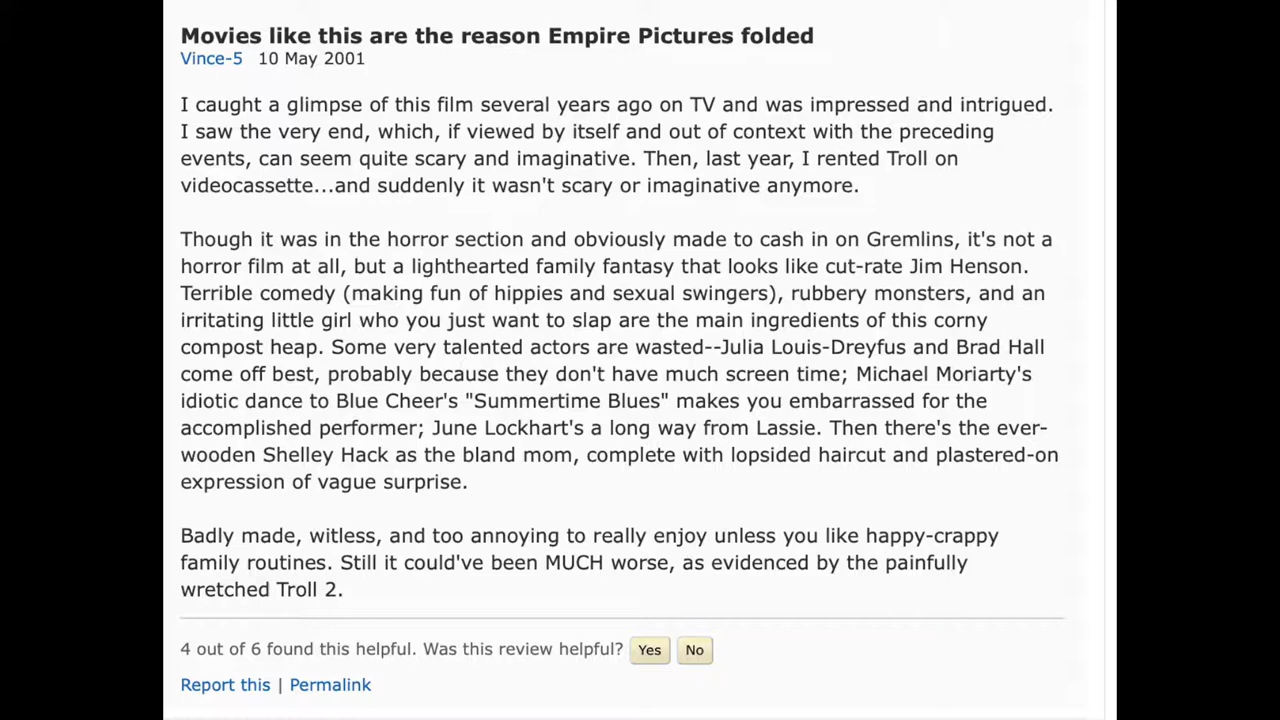 Movies like this are the reason Empire Pictures folded
Vince-5 10 May 2001
I caught a glimpse of this film several years ago on TV and was impressed and intrigued.
I saw the very end, which, if viewed by itself and out of context with the preceding
events, can seem quite scary and imaginative. Then, last year, I rented Troll on
videocassette...and suddenly it wasn't scary or imaginative anymore.
Though it was in the horror section and obviously made to cash in on Gremlins, it's not a
horror film at all, but a lighthearted family fantasy that looks like cut-rate Jim Henson.
Terrible comedy (making fun of hippies and sexual swingers), rubbery monsters, and an
irritating little girl who you just want to slap are the main ingredients of this corny
compost heap. Some very talented actors are wasted--Julia Louis-Dreyfus and Brad Hall
come off best, probably because they don't have much screen time; Michael Moriarty's
idiotic dance to Blue Cheer's "Summertime Blues" makes you embarrassed for the
accomplished performer; June Lockhart's a long way from Lassie. Then there's the ever-
wooden Shelley Hack as the bland mom, complete with lopsided haircut and plastered-on
expression of vague surprise.
Badly made, witless, and too annoying to really enjoy unless you like happy-crappy
family routines. Still it could've been MUCH worse, as evidenced by the painfully
wretched Troll 2.
4 out of 6 found this helpful. Was this review helpful? Yes No
Report this | Permalink